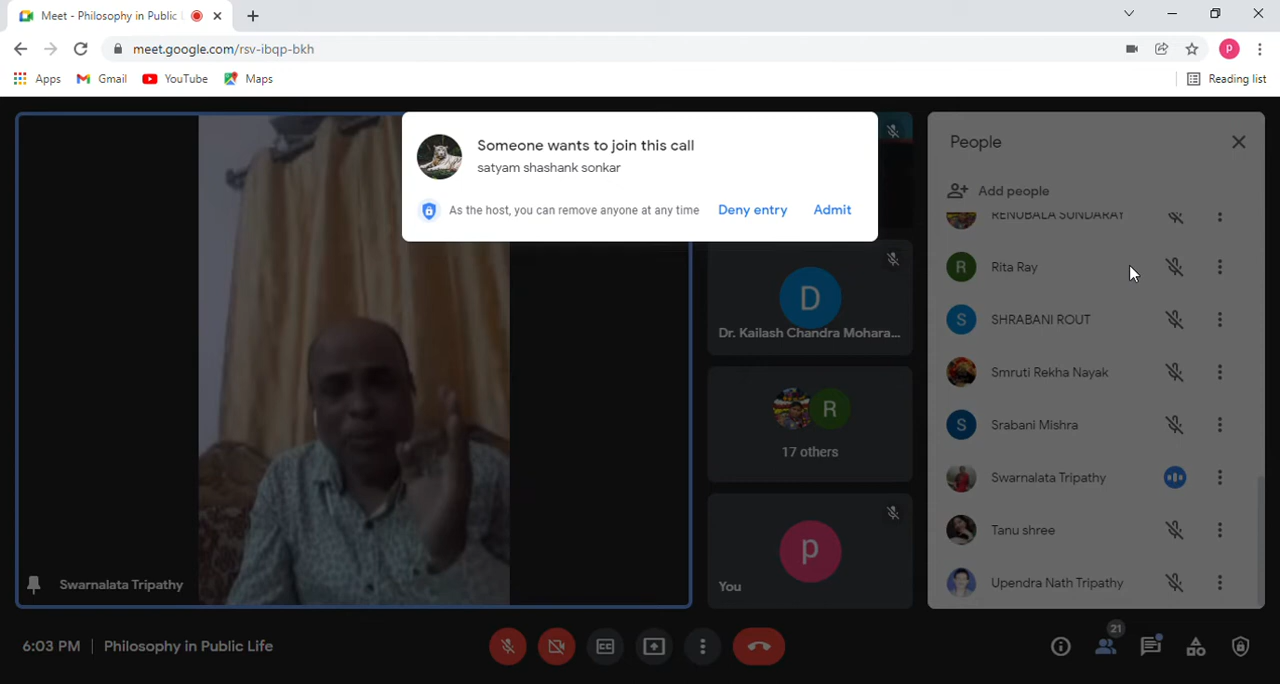 Meet - Philosophy in Public
meet.google.com/rsv-ibqp-bkh
P
Apps
Gmail
YouTube
Maps
Reading list
Someone wants to join this call
satyam shashank sonkar
As the host, you can remove anyone at any time
Deny entry
Admit
Swarnalata Tripathy
D
Dr. Kailash Chandra Mohara...
R
17 others
p
You
People
Add people
RENUBALA SUNDARAY
R
Rita Ray
S
SHRABANI ROUT
Smruti Rekha Nayak
S
Srabani Mishra
Swarnalata Tripathy
Tanu shree
Upendra Nath Tripathy
6:03 PM | Philosophy in Public Life
CC
21